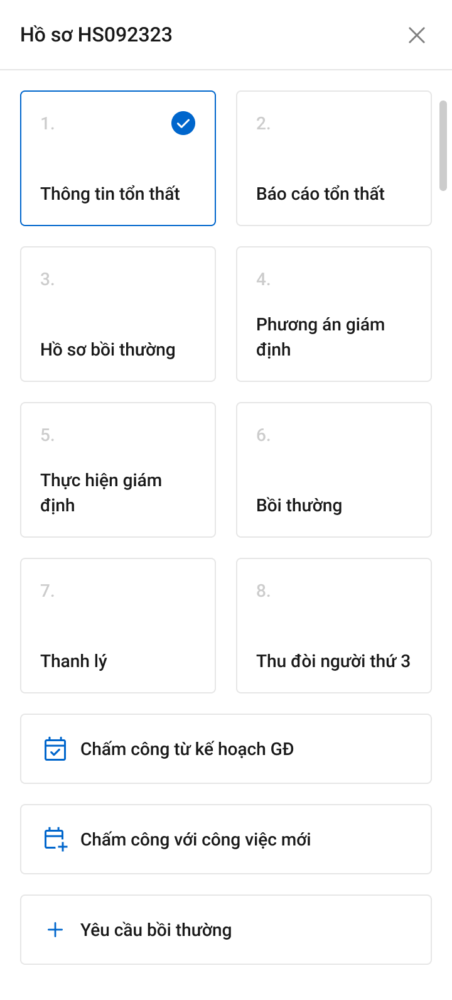 Hồ sơ HS092323
1.
Thông tin tổn thất
2.
Báo cáo tổn thất
3.
Hồ sơ bồi thường
4.
Phương án giám
định
5.
Thực hiện giám
định
6.
Bồi thường
7.
Thanh lý
8.
Thu đòi người thứ 3
Chấm công từ kế hoạch GĐ
Chấm công với công việc mới
Yêu cầu bồi thường